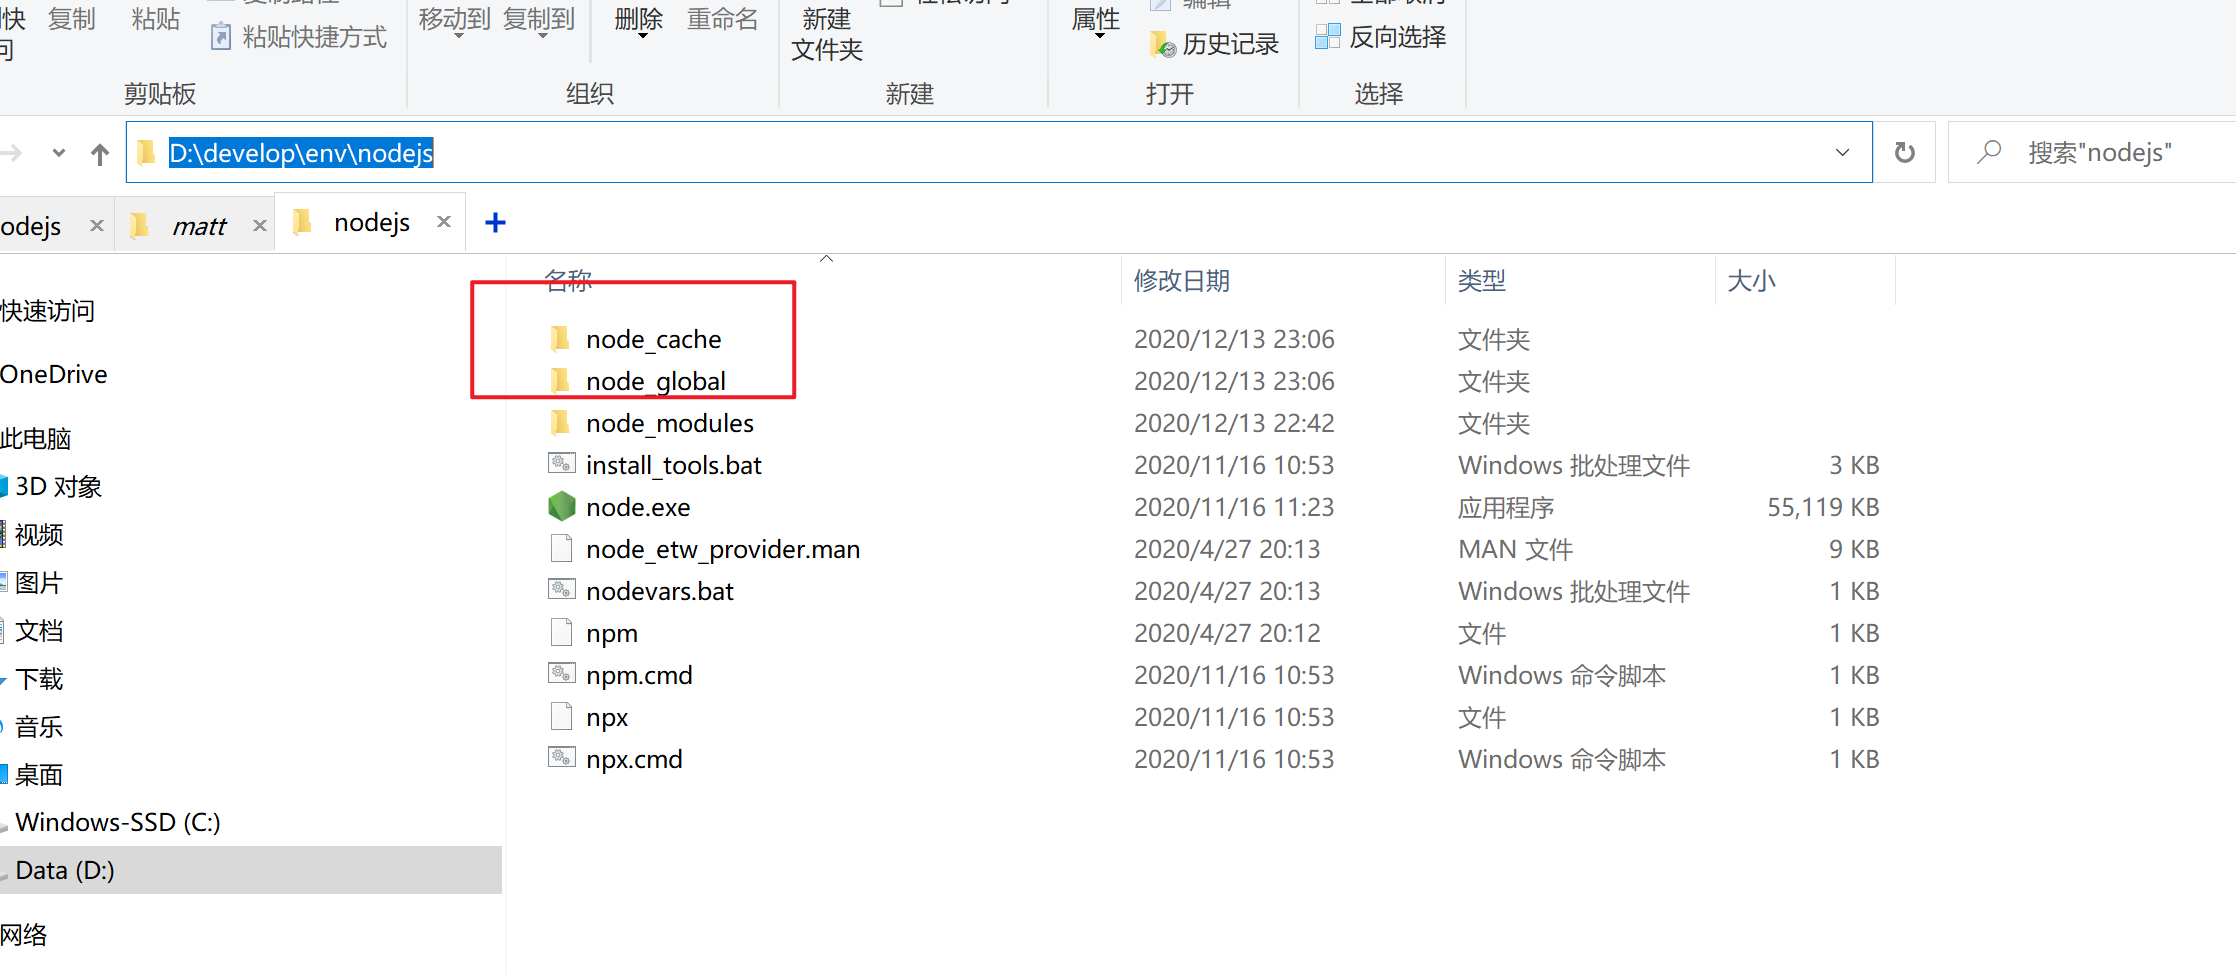 快 复制 粘贴 粘贴快捷方式 移动到 复制到 删除 重命名 新建 文件夹 属性 编辑 历史记录 反向选择
剪贴板 组织 新建 打开 选择
D:\develop\env\nodejs 搜索"nodejs"
odejs matt nodejs
名称 修改日期 类型 大小
快速访问
OneDrive
此电脑
3D 对象
视频
图片
文档
下载
音乐
桌面
Windows-SSD (C:)
Data (D:)
网络
node_cache 2020/12/13 23:06 文件夹
node_global 2020/12/13 23:06 文件夹
node_modules 2020/12/13 22:42 文件夹
install_tools.bat 2020/11/16 10:53 Windows 批处理文件 3 KB
node.exe 2020/11/16 11:23 应用程序 55,119 KB
node_etw_provider.man 2020/4/27 20:13 MAN 文件 9 KB
nodevars.bat 2020/4/27 20:13 Windows 批处理文件 1 KB
npm 2020/4/27 20:12 文件 1 KB
npm.cmd 2020/11/16 10:53 Windows 命令脚本 1 KB
npx 2020/11/16 10:53 文件 1 KB
npx.cmd 2020/11/16 10:53 Windows 命令脚本 1 KB